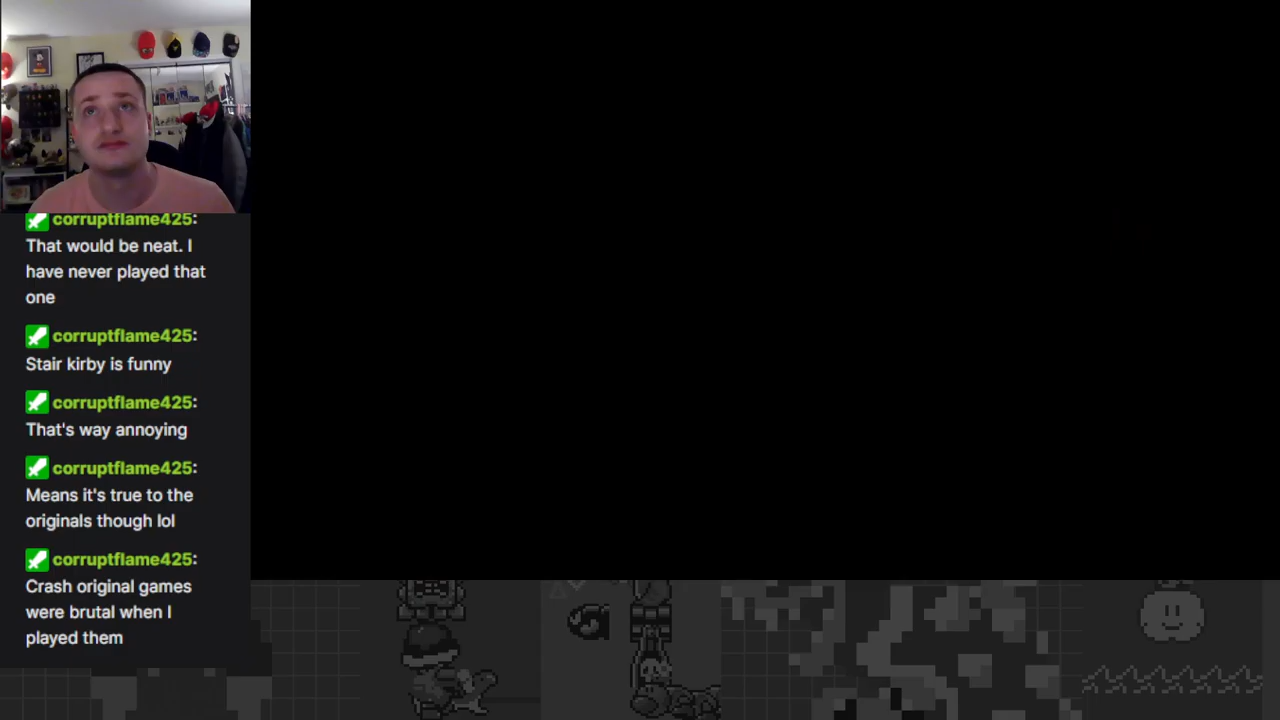 corruptflame425:
That would be neat. I
have never played that
one
corruptflame425:
Stair kirby is funny
corruptflame425:
That's way annoying
corruptflame425:
Means it's true to the
originals though lol
corruptflame425:
Crash original games
were brutal when I
played them